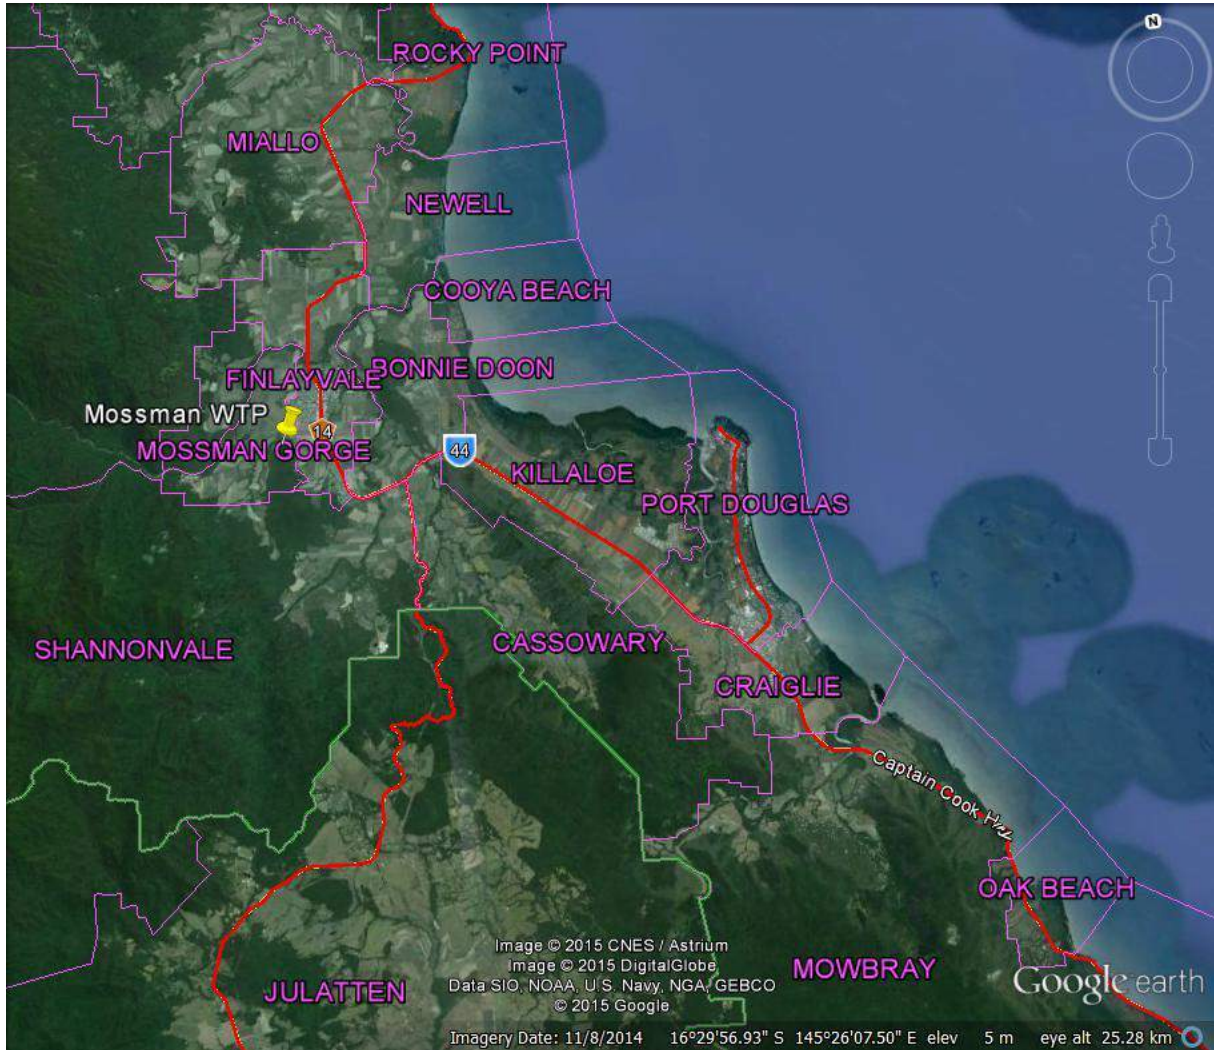 N
ROCKY POINT
MIALLO
NEWELL
COOYA BEACH
BONNIE DOON
FINLAYVALE
Mossman WTP
14
MOSSMAN GORGE
44
KILLALOE
PORT DOUGLAS
SHANNONVALE
CASSOWARY
CRAIGLIE
Captain Cook Hwy
OAK BEACH
Image © 2015 CNES / Astrium
Image © 2015 DigitalGlobe
Data SIO, NOAA, U.S. Navy, NGA, GEBCO
© 2015 Google
MOWBRAY
JULATTEN
Google earth
Imagery Date: 11/8/2014 16°29'56.93" S 145°26'07.50" E elev 5 m eye alt 25.28 km